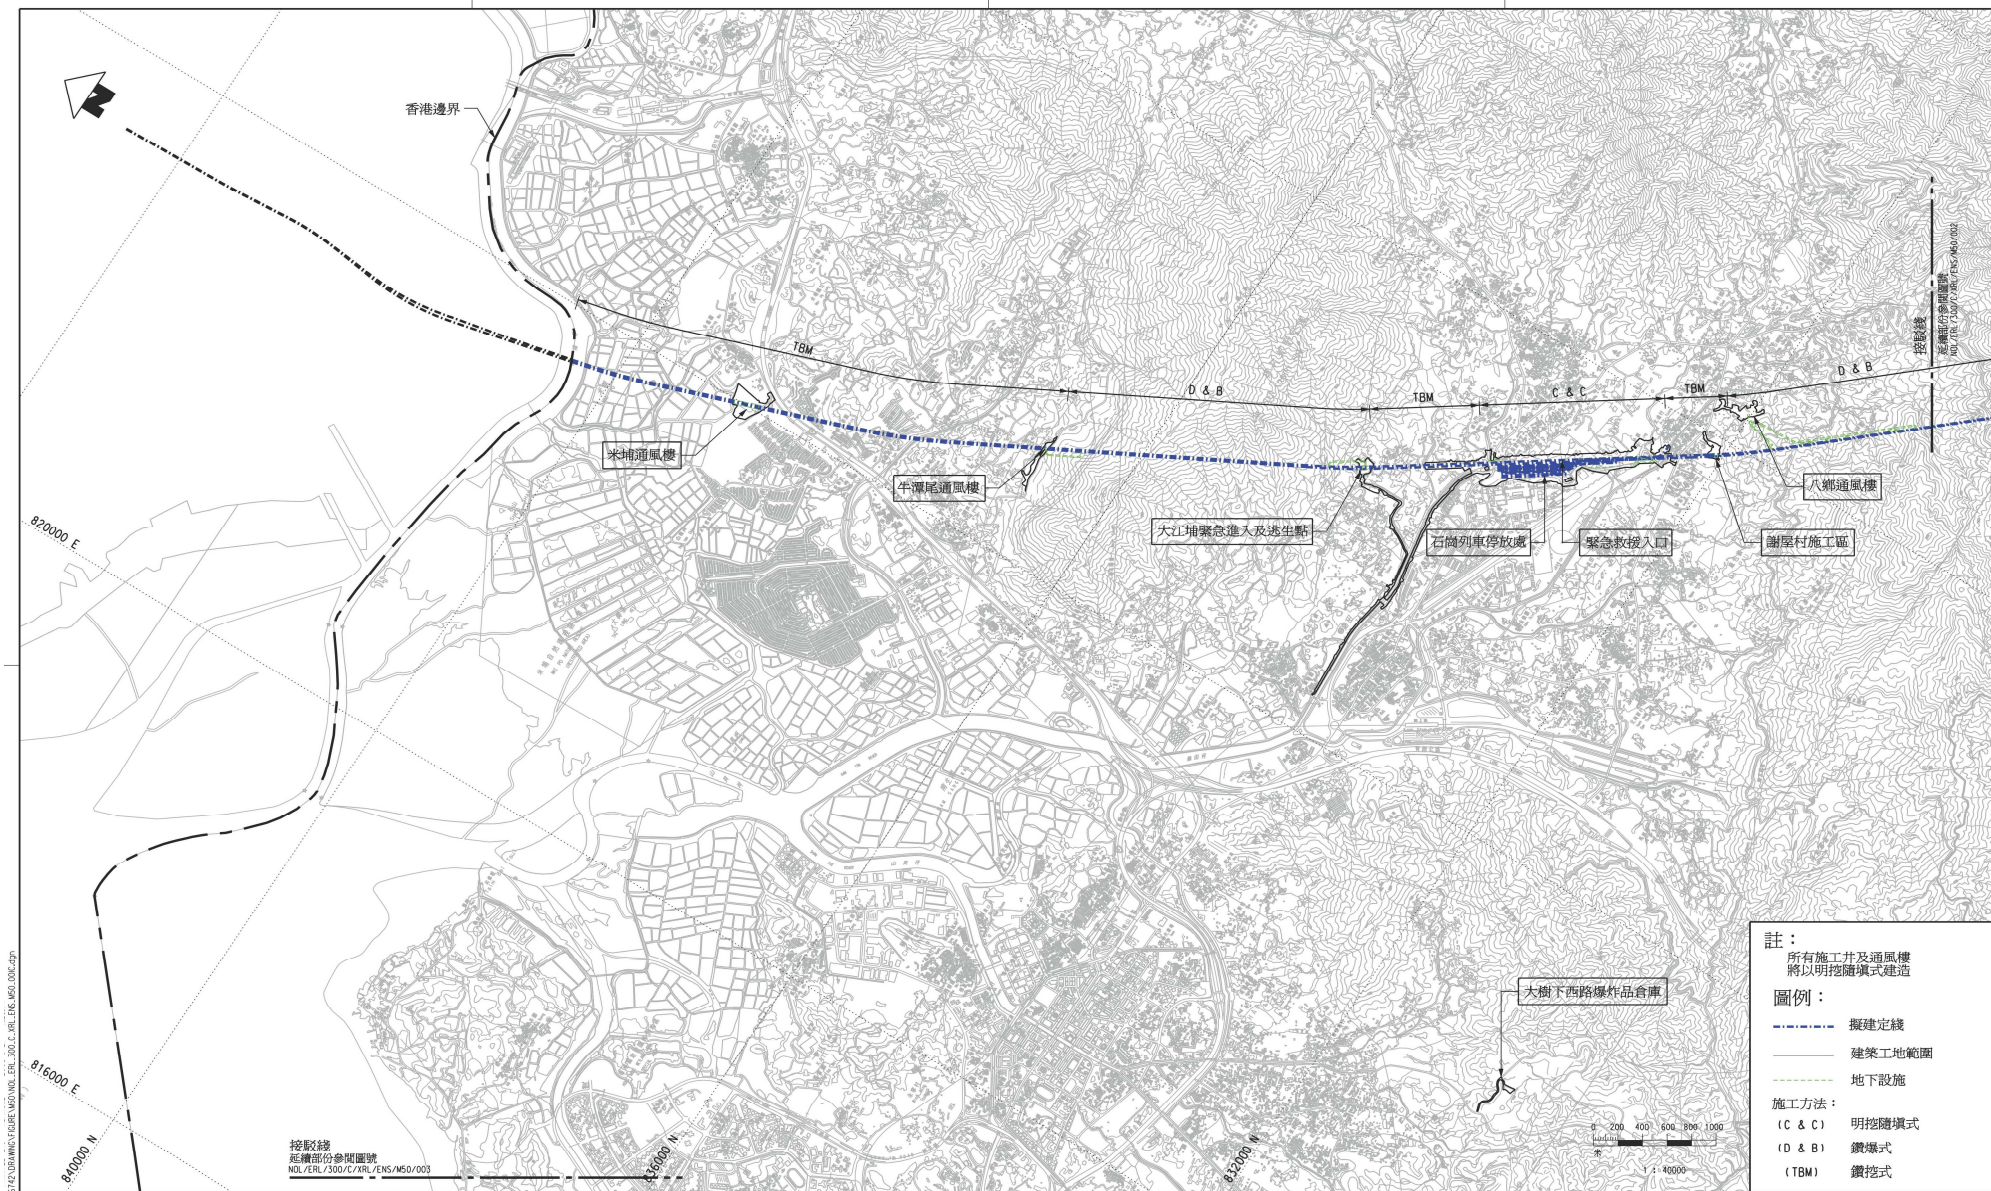 香港邊界
TBM
D & B
TBM
C & C
TBM
D & B
接駁綫
延續部份參閱圖號
NOL/ERL/300/C/XRL/ENS/M50/002
米埔通風樓
牛潭尾通風樓
大江埔緊急進入及逃生點
石崗列車停放處
緊急救援入口
謝屋村施工區
八鄉通風樓
820000 E
816000 E
840000 N
836000 N
832000 N
大樹下西路爆炸品倉庫
接駁綫
延續部份參閱圖號
NOL/ERL/300/C/XRL/ENS/M50/003
0 200 400 600 800 1000
米
1 : 40000
註：
所有施工井及通風樓
將以明挖隨填式建造
圖例：
擬建定綫
建築工地範圍
地下設施
施工方法：
(C & C) 明挖隨填式
(D & B) 鑽爆式
(TBM) 鑽挖式